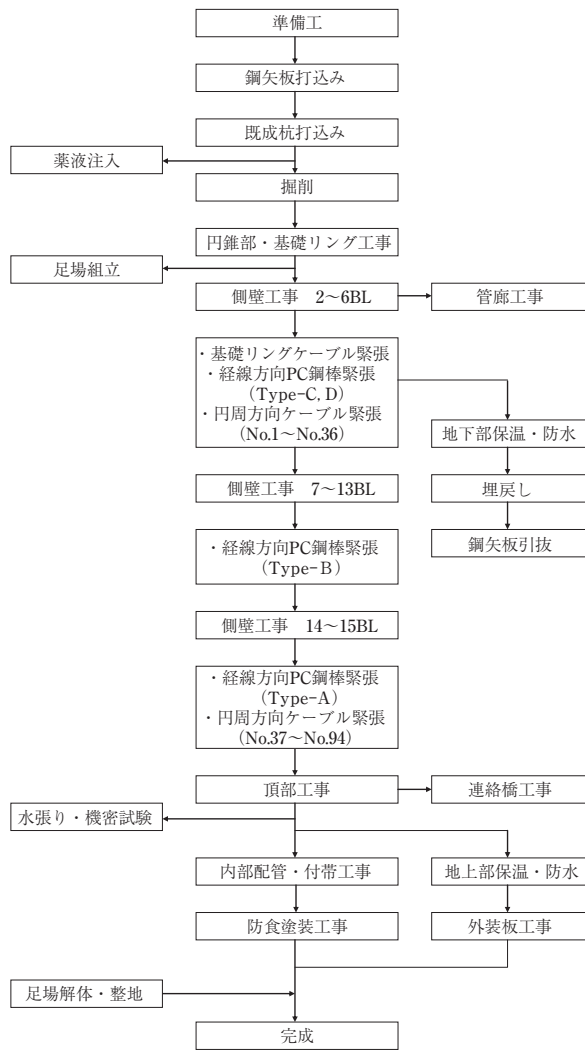 準備工
鋼矢板打込み
既成杭打込み
薬液注入
掘削
円錐部・基礎リング工事
足場組立
側壁工事　2～6BL
管廊工事
・基礎リングケーブル緊張
・経線方向PC鋼棒緊張
(Type-C, D)
・円周方向ケーブル緊張
(No.1～No.36)
地下部保温・防水
側壁工事　7～13BL
埋戻し
・経線方向PC鋼棒緊張
(Type-B)
鋼矢板引抜
側壁工事　14～15BL
・経線方向PC鋼棒緊張
(Type-A)
・円周方向ケーブル緊張
(No.37～No.94)
頂部工事
連絡橋工事
水張り・機密試験
内部配管・付帯工事
地上部保温・防水
防食塗装工事
外装板工事
足場解体・整地
完成